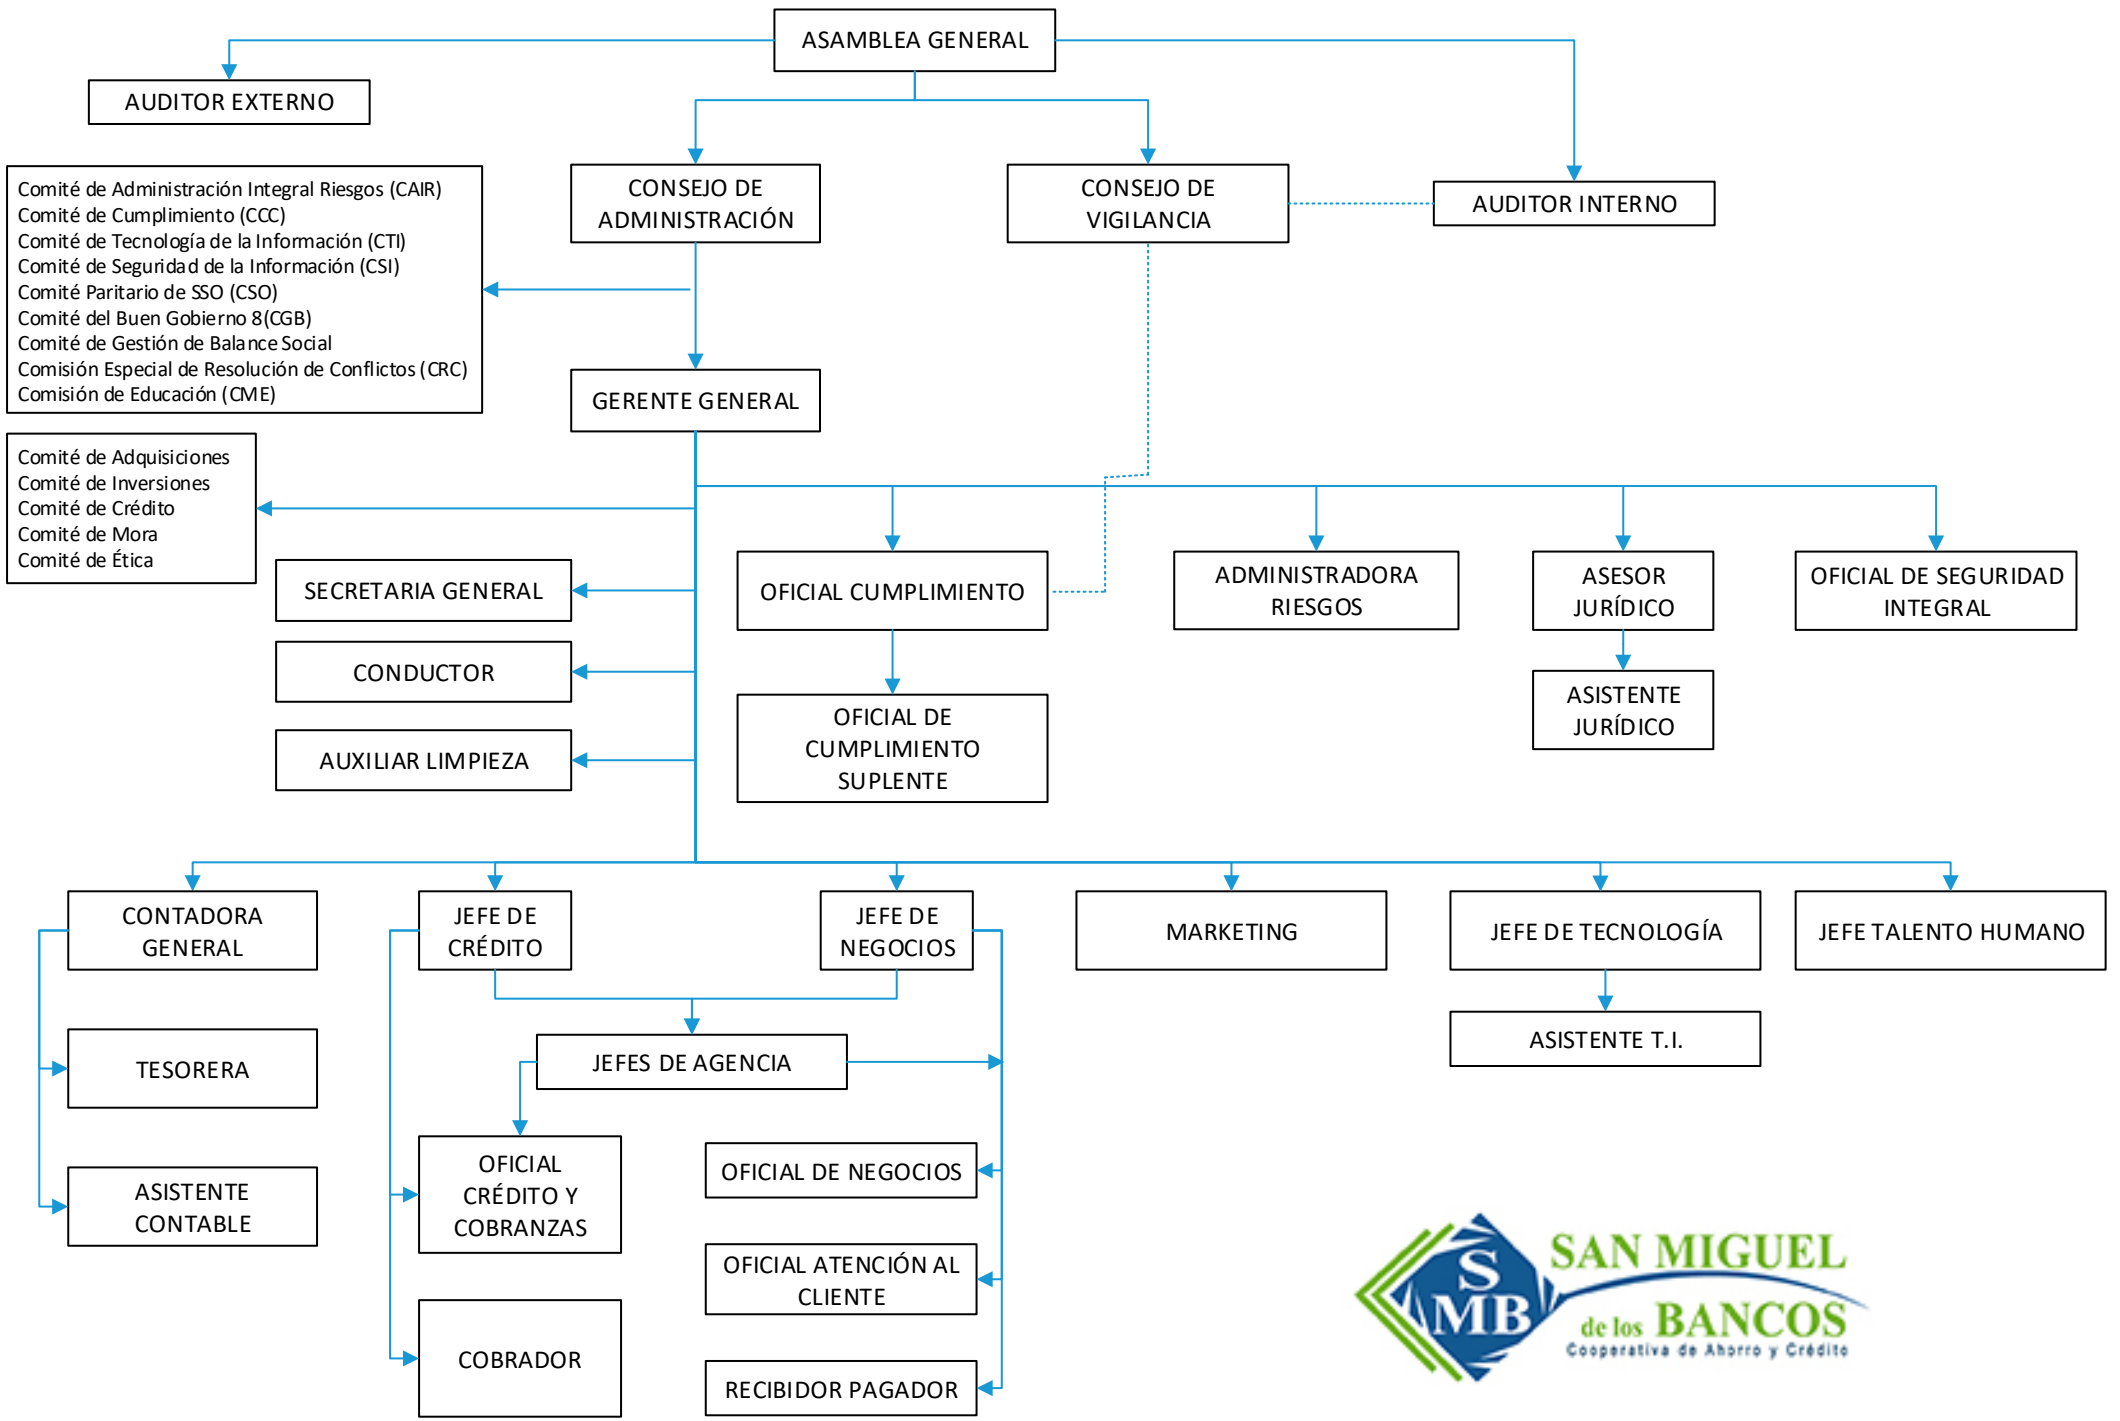 ASAMBLEA GENERAL
AUDITOR EXTERNO
CONSEJO DE
ADMINISTRACIÓN
CONSEJO DE
VIGILANCIA
AUDITOR INTERNO
Comité de Administración Integral Riesgos (CAIR)
Comité de Cumplimiento (CCC)
Comité de Tecnología de la Información (CTI)
Comité de Seguridad de la Información (CSI)
Comité Paritario de SSO (CSO)
Comité del Buen Gobierno 8(CGB)
Comité de Gestión de Balance Social
Comisión Especial de Resolución de Conflictos (CRC)
Comisión de Educación (CME)
GERENTE GENERAL
Comité de Adquisiciones
Comité de Inversiones
Comité de Crédito
Comité de Mora
Comité de Ética
SECRETARIA GENERAL
CONDUCTOR
AUXILIAR LIMPIEZA
OFICIAL CUMPLIMIENTO
ADMINISTRADORA
RIESGOS
ASESOR
JURÍDICO
OFICIAL DE SEGURIDAD
INTEGRAL
OFICIAL DE
CUMPLIMIENTO
SUPLENTE
ASISTENTE
JURÍDICO
CONTADORA
GENERAL
JEFE DE
CRÉDITO
JEFE DE
NEGOCIOS
MARKETING
JEFE DE TECNOLOGÍA
JEFE TALENTO HUMANO
TESORERA
JEFES DE AGENCIA
ASISTENTE T.I.
ASISTENTE
CONTABLE
OFICIAL
CRÉDITO Y
COBRANZAS
OFICIAL DE NEGOCIOS
OFICIAL ATENCIÓN AL
CLIENTE
COBRADOR
RECIBIDOR PAGADOR
S
MB
SAN MIGUEL
de los BANCOS
Cooperativa de Ahorro y Crédito